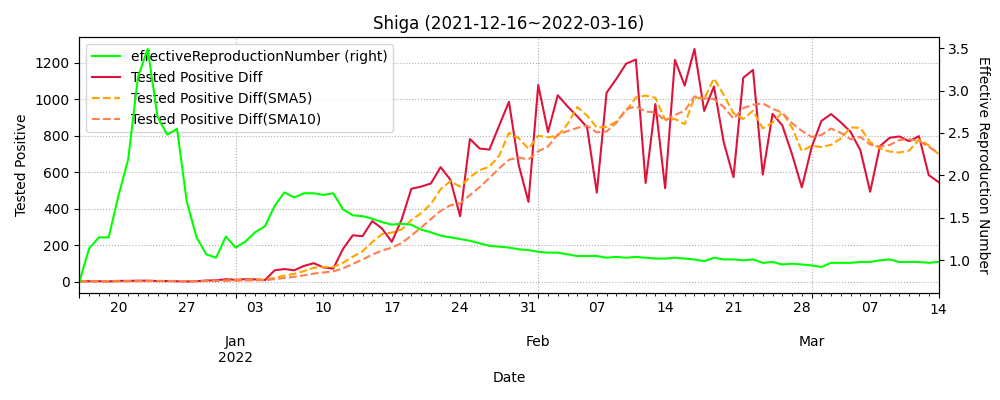 Shiga (2021-12-16~2022-03-16)
effectiveReproductionNumber (right)
Tested Positive Diff
Tested Positive Diff(SMA5)
Tested Positive Diff(SMA10)
Tested Positive
1200
1000
800
600
400
200
0
3.5
3.0
2.5
2.0
1.5
1.0
Effective Reproduction Number
20 27 03 10 17 24 31 07 14 21 28 07 14
Jan Feb Mar
2022
Date